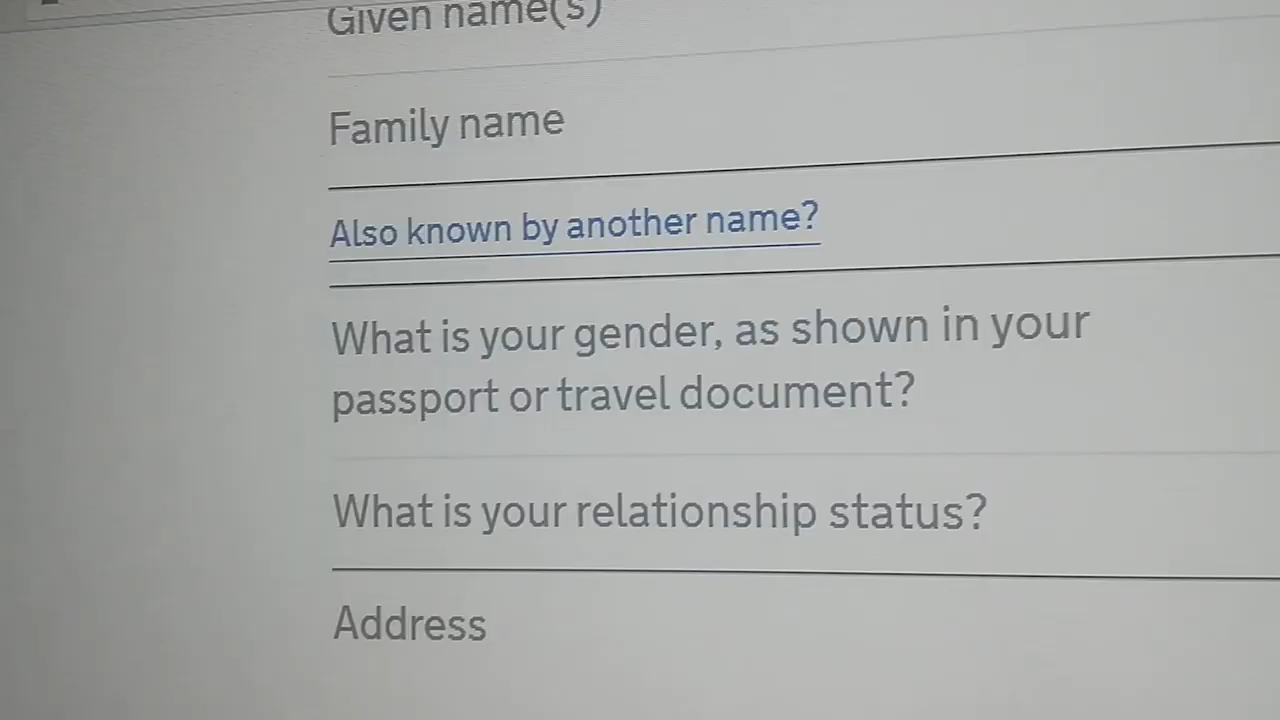 Given name(s)
Family name
Also known by another name?
What is your gender, as shown in your
passport or travel document?
What is your relationship status?
Address